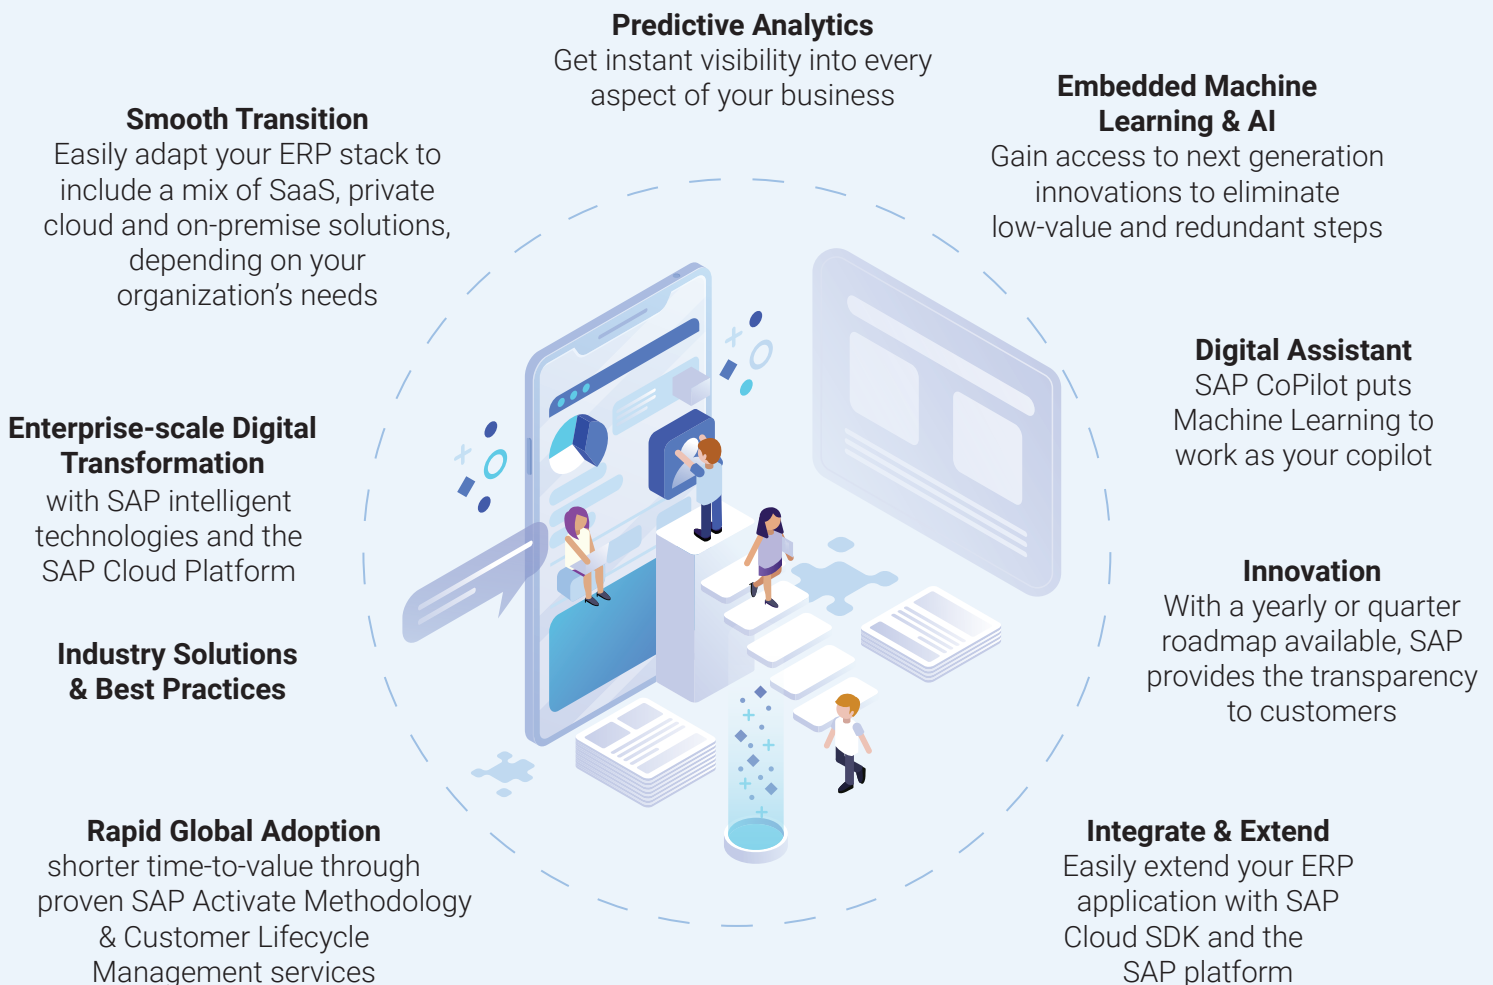 Predictive Analytics
Get instant visibility into every
aspect of your business
Embedded Machine
Learning & AI
Gain access to next generation
innovations to eliminate
low-value and redundant steps
Smooth Transition
Easily adapt your ERP stack to
include a mix of SaaS, private
cloud and on-premise solutions,
depending on your
organization’s needs
Digital Assistant
SAP CoPilot puts
Machine Learning to
work as your copilot
Enterprise-scale Digital
Transformation
with SAP intelligent
technologies and the
SAP Cloud Platform
Innovation
With a yearly or quarter
roadmap available, SAP
provides the transparency
to customers
Industry Solutions
& Best Practices
Rapid Global Adoption
shorter time-to-value through
proven SAP Activate Methodology
& Customer Lifecycle
Management services
Integrate & Extend
Easily extend your ERP
application with SAP
Cloud SDK and the
SAP platform